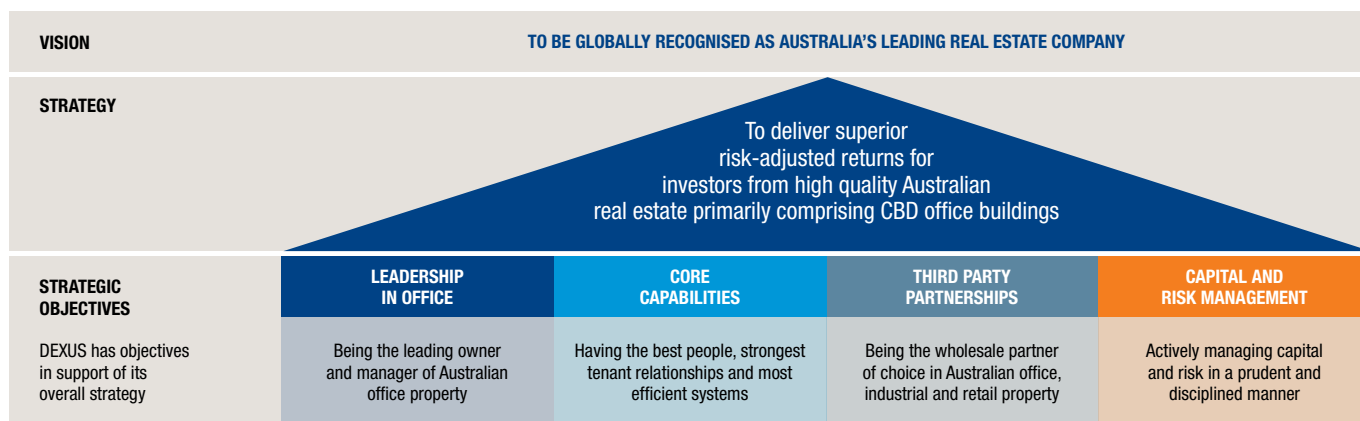 VISION
TO BE GLOBALLY RECOGNISED AS AUSTRALIA'S LEADING REAL ESTATE COMPANY
STRATEGY
To deliver superior
risk-adjusted returns for
investors from high quality Australian
real estate primarily comprising CBD office buildings
STRATEGIC
OBJECTIVES
DEXUS has objectives
in support of its
overall strategy
LEADERSHIP
IN OFFICE
Being the leading owner
and manager of Australian
office property
CORE
CAPABILITIES
Having the best people, strongest
tenant relationships and most
efficient systems
THIRD PARTY
PARTNERSHIPS
Being the wholesale partner
of choice in Australian office,
industrial and retail property
CAPITAL AND
RISK MANAGEMENT
Actively managing capital
and risk in a prudent and
disciplined manner